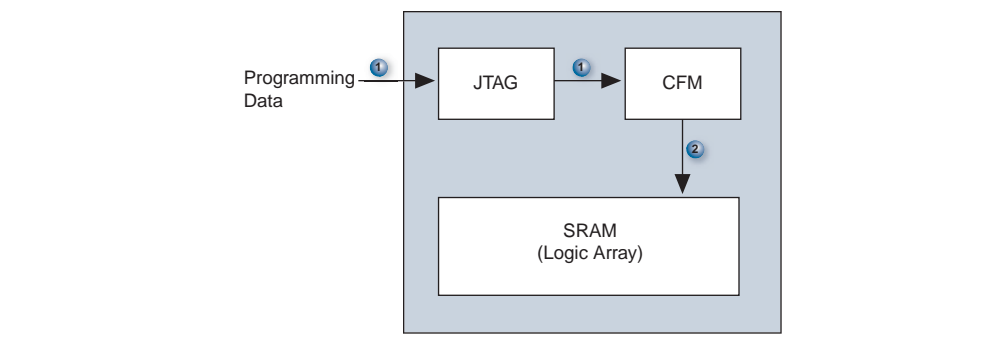 1
1
Programming
Data
JTAG
CFM
2
SRAM
(Logic Array)